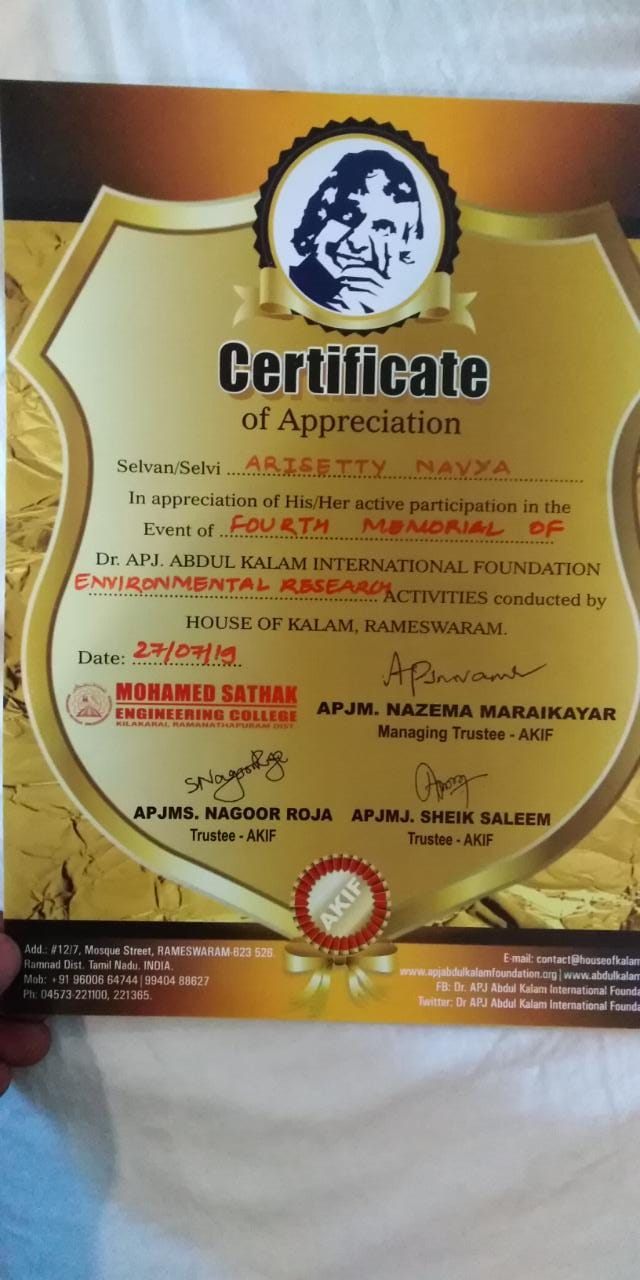 Certificate
of Appreciation
Selvan/Selvi ARISETTY NAVYA
In appreciation of His/Her active participation in the
Event of FOURTH MEMORIAL OF
Dr. APJ. ABDUL KALAM INTERNATIONAL FOUNDATION
ENVIRONMENTAL RESEARCH ACTIVITIES conducted by
HOUSE OF KALAM, RAMESWARAM.
Date: 27/07/19
MOHAMED SATHAK
ENGINEERING COLLEGE
KILAKARAI, RAMANATHAPURAM DIST.
APJM. NAZEMA MARAIKAYAR
Managing Trustee - AKIF
APJMS. NAGOOR ROJA
Trustee - AKIF
APJMJ. SHEIK SALEEM
Trustee - AKIF
AKIF
Add.: #12/7, Mosque Street, RAMESWARAM-623 526.
Ramnad Dist. Tamil Nadu, INDIA.
Mob: +91 96006 64744 | 99404 88627
Ph: 04573-221100, 221365.
E-mail: contact@houseofkalam
www.apjabdulkalamfoundation.org | www.abdulkalam
FB: Dr. APJ Abdul Kalam International Founda
Twitter: Dr APJ Abdul Kalam International Founda